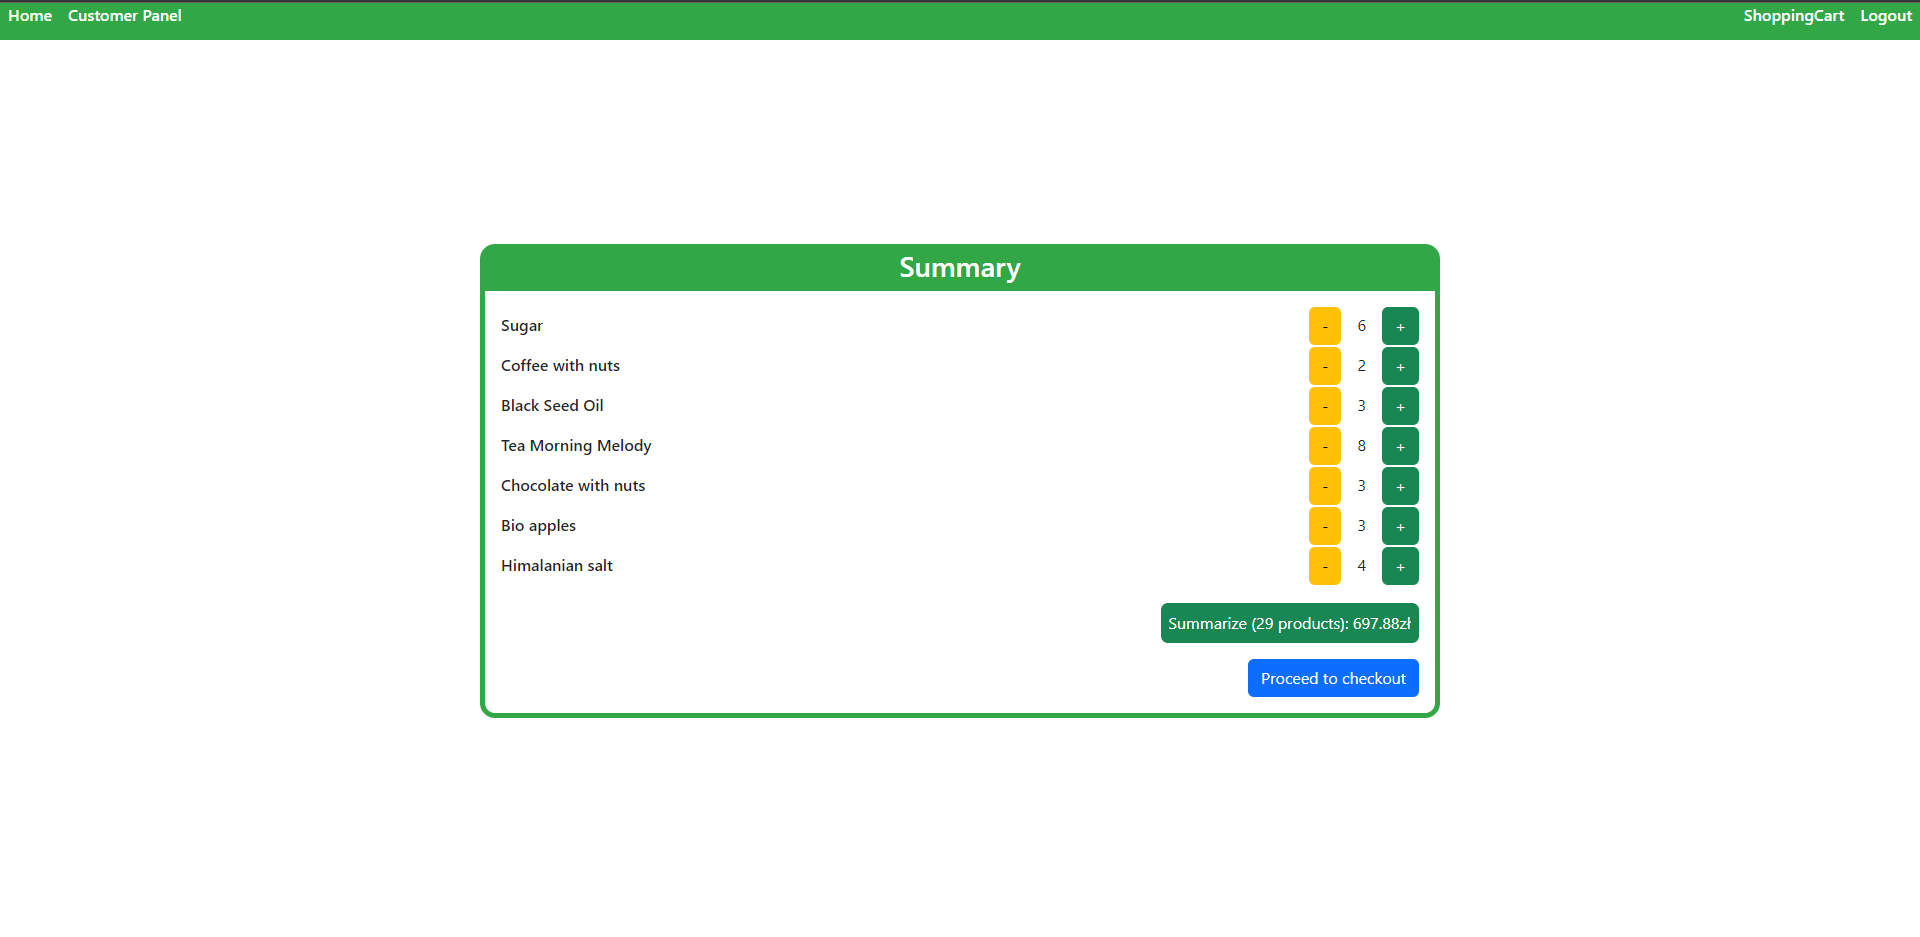 Home Customer Panel ShoppingCart Logout
Summary
Sugar - 6 +
Coffee with nuts - 2 +
Black Seed Oil - 3 +
Tea Morning Melody - 8 +
Chocolate with nuts - 3 +
Bio apples - 3 +
Himalanian salt - 4 +
Summarize (29 products): 697.88zł
Proceed to checkout